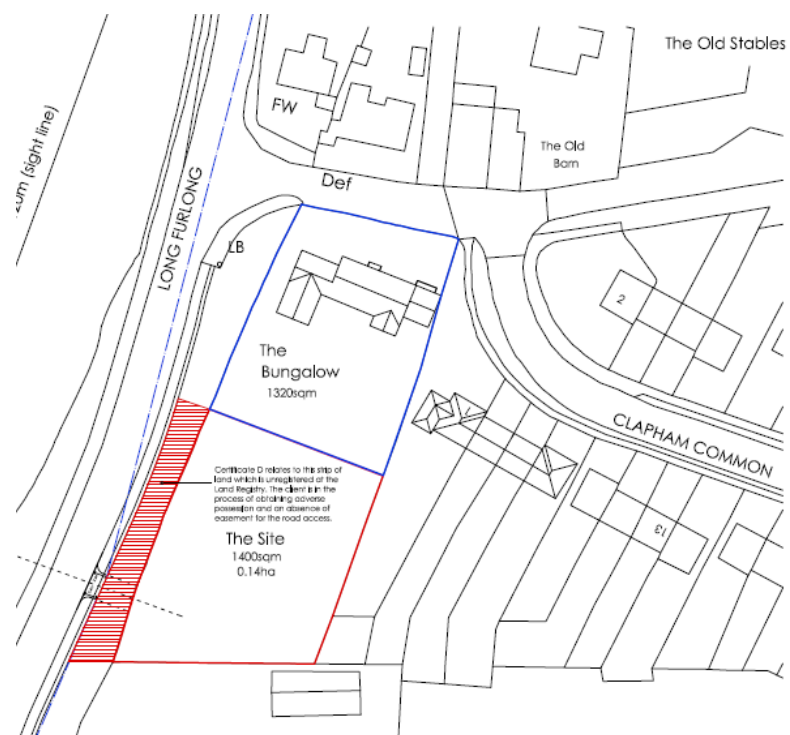 The Old Stables
FW
The Old
Barn
(sight line)
Def
LONG FURLONG
LB
2
The
Bungalow
1320sqm
1
CLAPHAM COMMON
Certificate D relates to this strip of
land which is unregistered at the
Land Registry. The client is in the
process of obtaining adverse
possession and an absence of
easement for the road access.
The Site
1400sqm
0.14ha
13